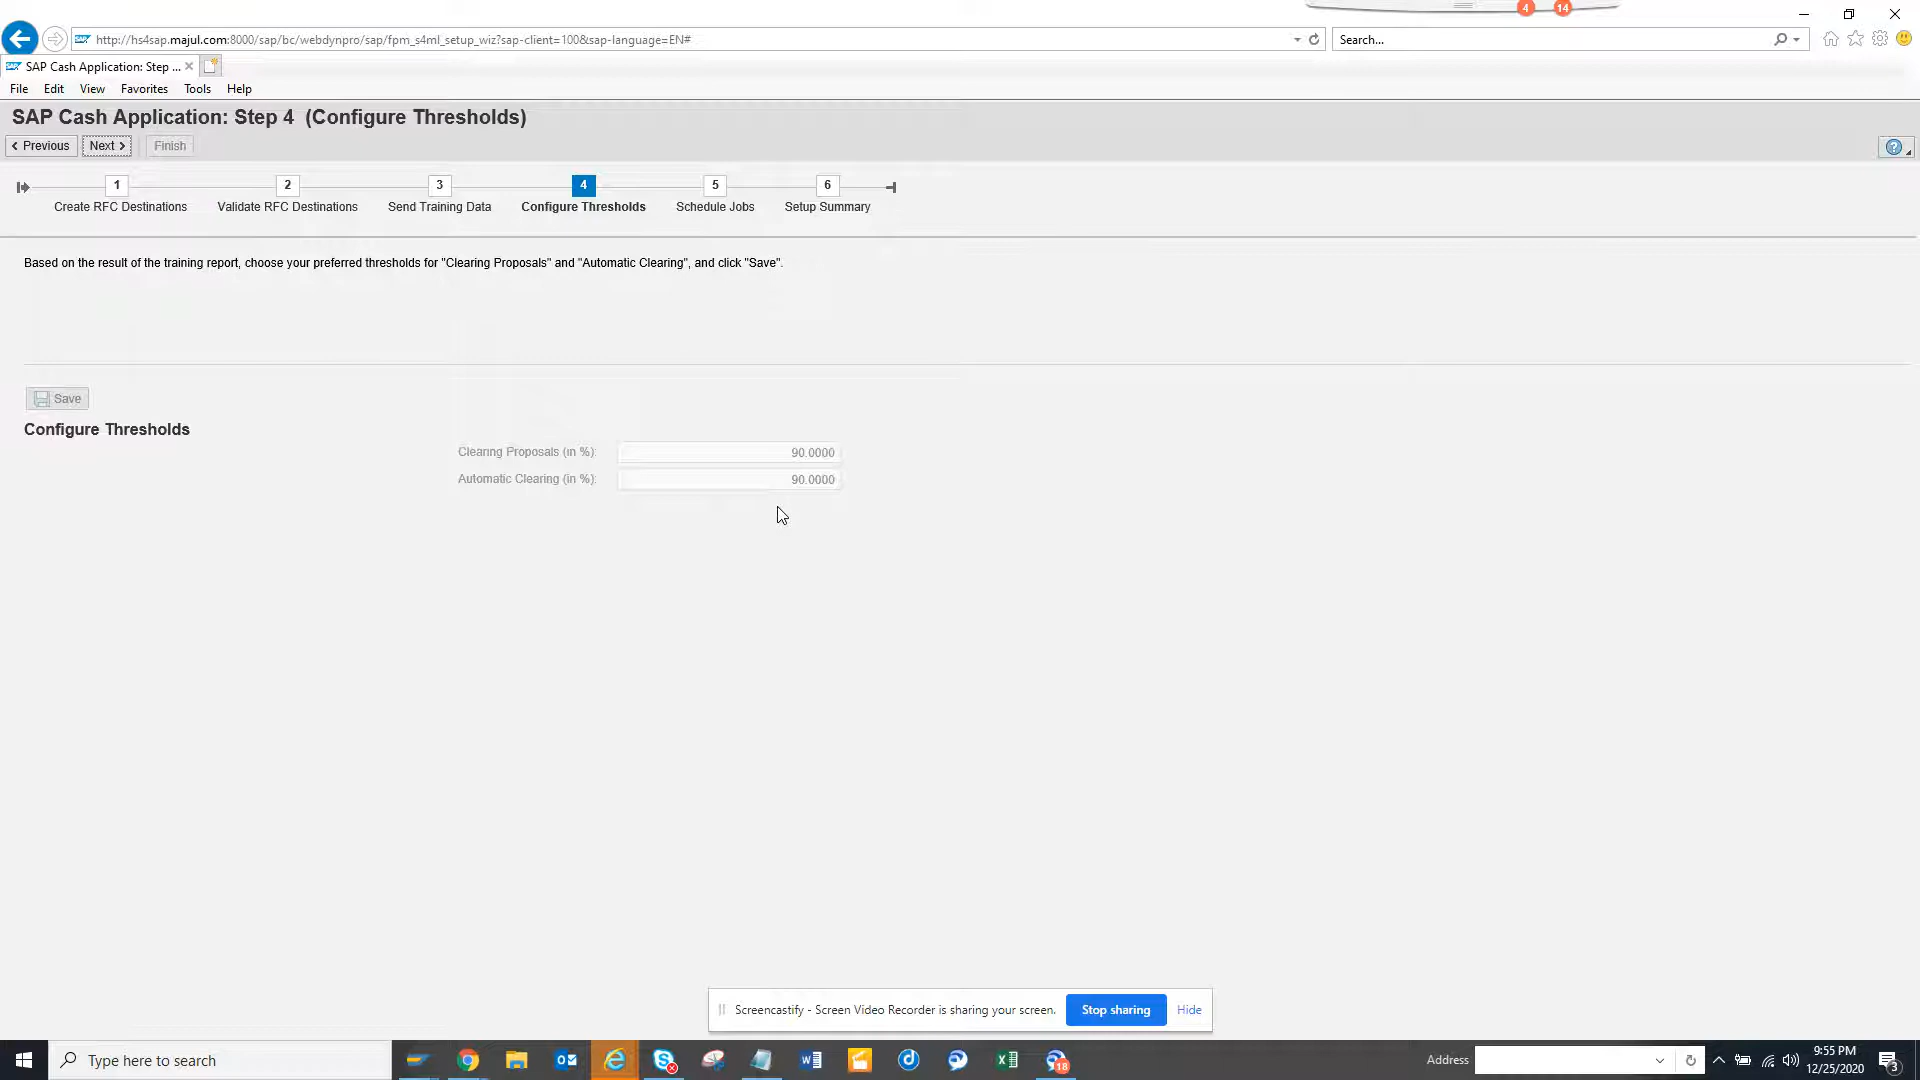 4 14
http://hs4sap.majul.com:8000/sap/bc/webdynpro/sap/fpm_s4ml_setup_wiz?sap-client=100&sap-language=EN#
Search...
SAP Cash Application: Step ...
File Edit View Favorites Tools Help
SAP Cash Application: Step 4 (Configure Thresholds)
Previous Next Finish
1 2 3 4 5 6
Create RFC Destinations Validate RFC Destinations Send Training Data Configure Thresholds Schedule Jobs Setup Summary
Based on the result of the training report, choose your preferred thresholds for "Clearing Proposals" and "Automatic Clearing", and click "Save".
Save
Configure Thresholds
Clearing Proposals (in %): 90.0000
Automatic Clearing (in %): 90.0000
Screencastify - Screen Video Recorder is sharing your screen. Stop sharing Hide
Type here to search
18
Address
9:55 PM
12/25/2020
3